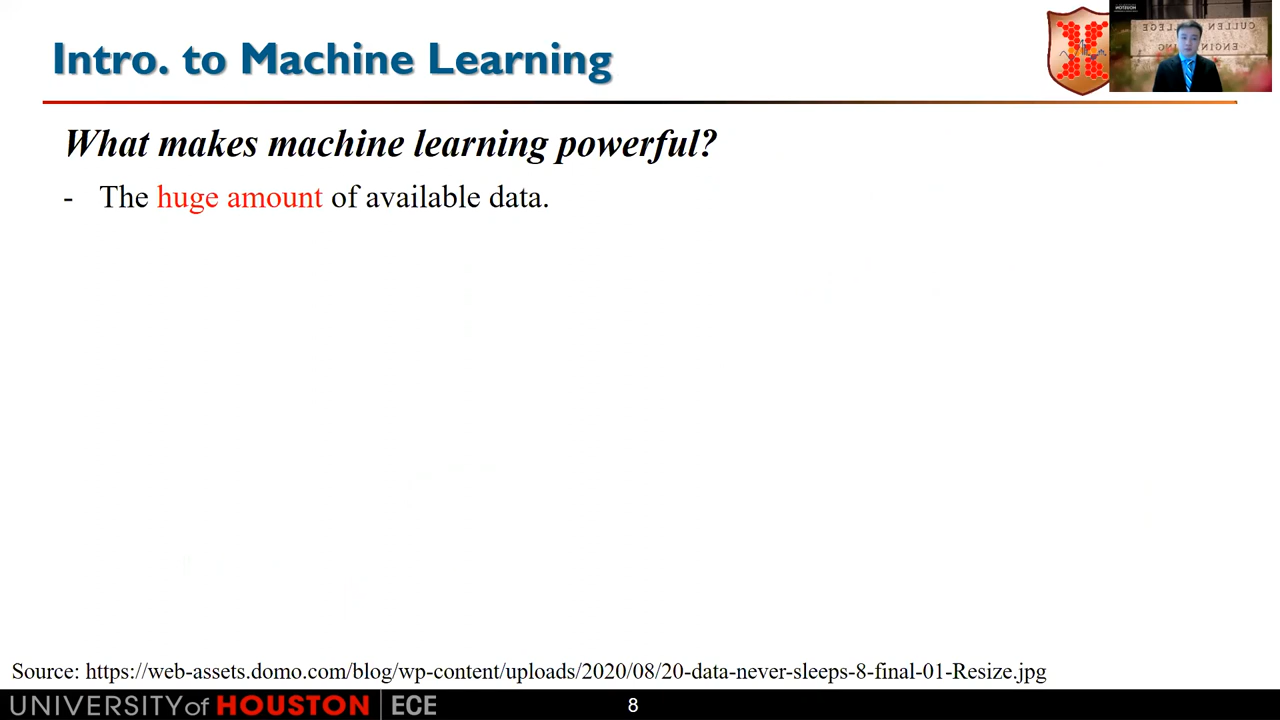 Intro. to Machine Learning
What makes machine learning powerful?
- The huge amount of available data.
Source: https://web-assets.domo.com/blog/wp-content/uploads/2020/08/20-data-never-sleeps-8-final-01-Resize.jpg
UNIVERSITYof HOUSTON | ECE
8